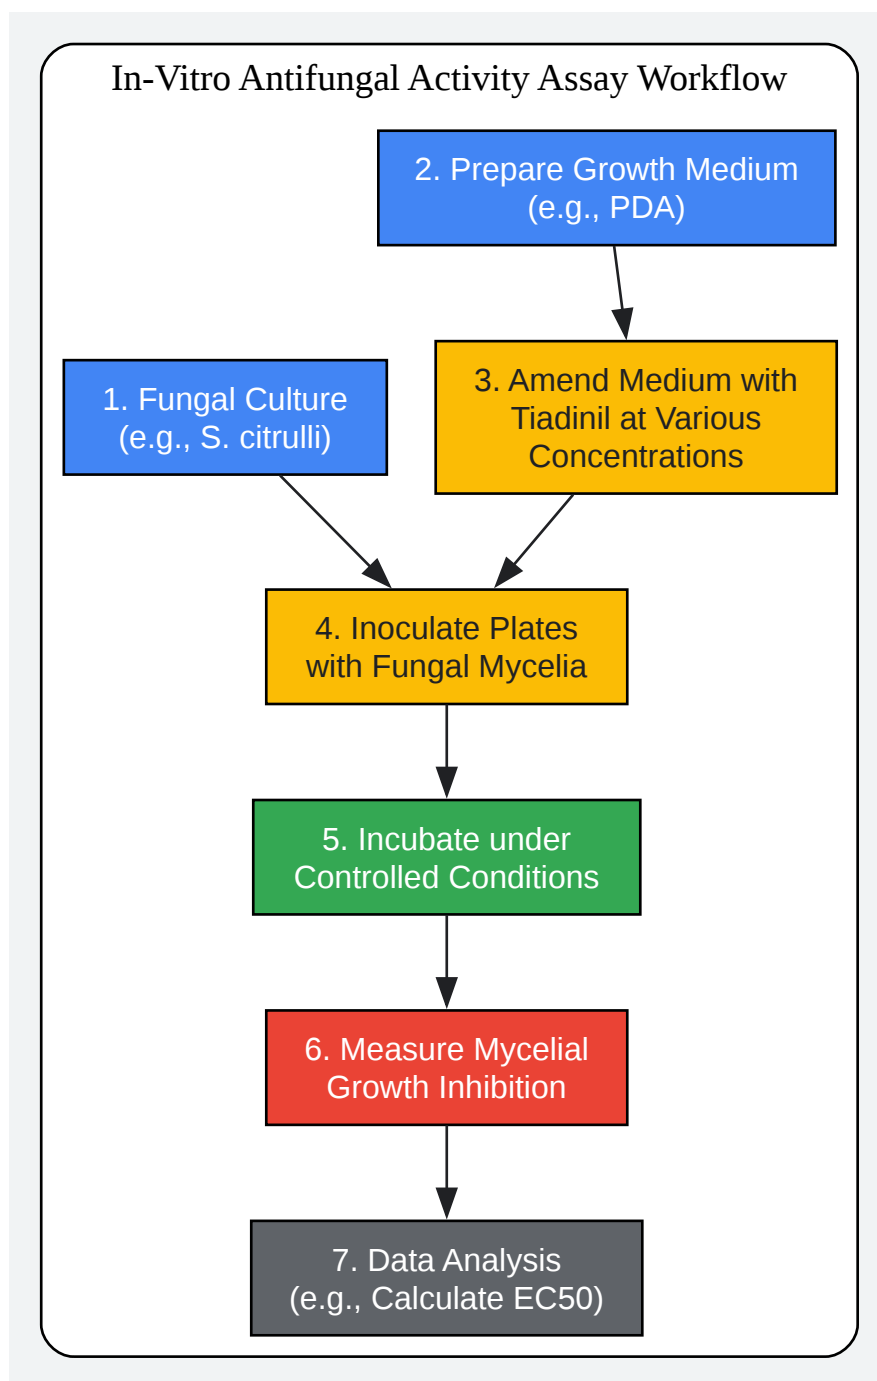 In-Vitro Antifungal Activity Assay Workflow
2. Prepare Growth Medium
(e.g., PDA)
1. Fungal Culture
(e.g., S. citrulli)
3. Amend Medium with
Tiadinil at Various
Concentrations
4. Inoculate Plates
with Fungal Mycelia
5. Incubate under
Controlled Conditions
6. Measure Mycelial
Growth Inhibition
7. Data Analysis
(e.g., Calculate EC50)